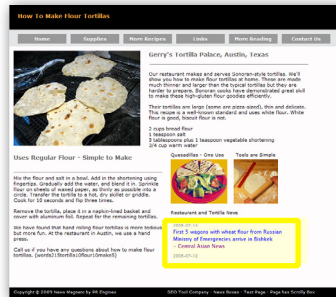 How To Make Flour Tortillas
Home Supplies More Recipes Links More Reading Contact Us
Gerry's Tortilla Palace, Austin, Texas
Our restaurant makes and serves Sonoran-style tortillas. We'll
show you how to make flour tortillas at home. These are made
much thinner and larger than the typical tortillas but they are
harder to prepare. Sonoran cooks have demonstrated great skill
to make these high-gluten flour goodies efficiently.
Their tortillas are large (some are pizza-sized), thin and delicate.
This recipe is a well-known standard and uses white flour. White
flour is good, biscuit flour is not.
2 cups bread flour
1 teaspoon salt
3 tablespoons plus 1 teaspoon vegetable shortening
3/4 cup warm water
Uses Regular Flour - Simple to Make
Mix the flour and salt in a bowl. Add in the shortening using
fingertips. Gradually add the water, and blend it in. Sprinkle
flour on sheets of waxed paper, as thinly as possible into a
circle. Transfer the tortilla to a hot, dry skillet or griddle.
Cook for 10 seconds and flip three times.
Remove the tortilla, place it in a napkin-lined basket and
cover with aluminum foil. Repeat for the remaining tortillas.
We have found that hand rolling flour tortillas is more tedious
but more fun. At the restaurant in Austin, we use a hand
press.
Call us if you have any questions about how to make flour
tortillas. (words21tortilla10flour10make5)
Quesadillas - One Use
Tools are Simple
Restaurant and Tortilla News
2009-07-13
First 5 wagons with wheat flour from Russian
Ministry of Emergencies arrive in Bishkek
- Central Asian News
2009-07-12
Copyright © 2009 News Magnets by PR Engines
SEO Tool Company - News Boxes - Test Page - Contact Us